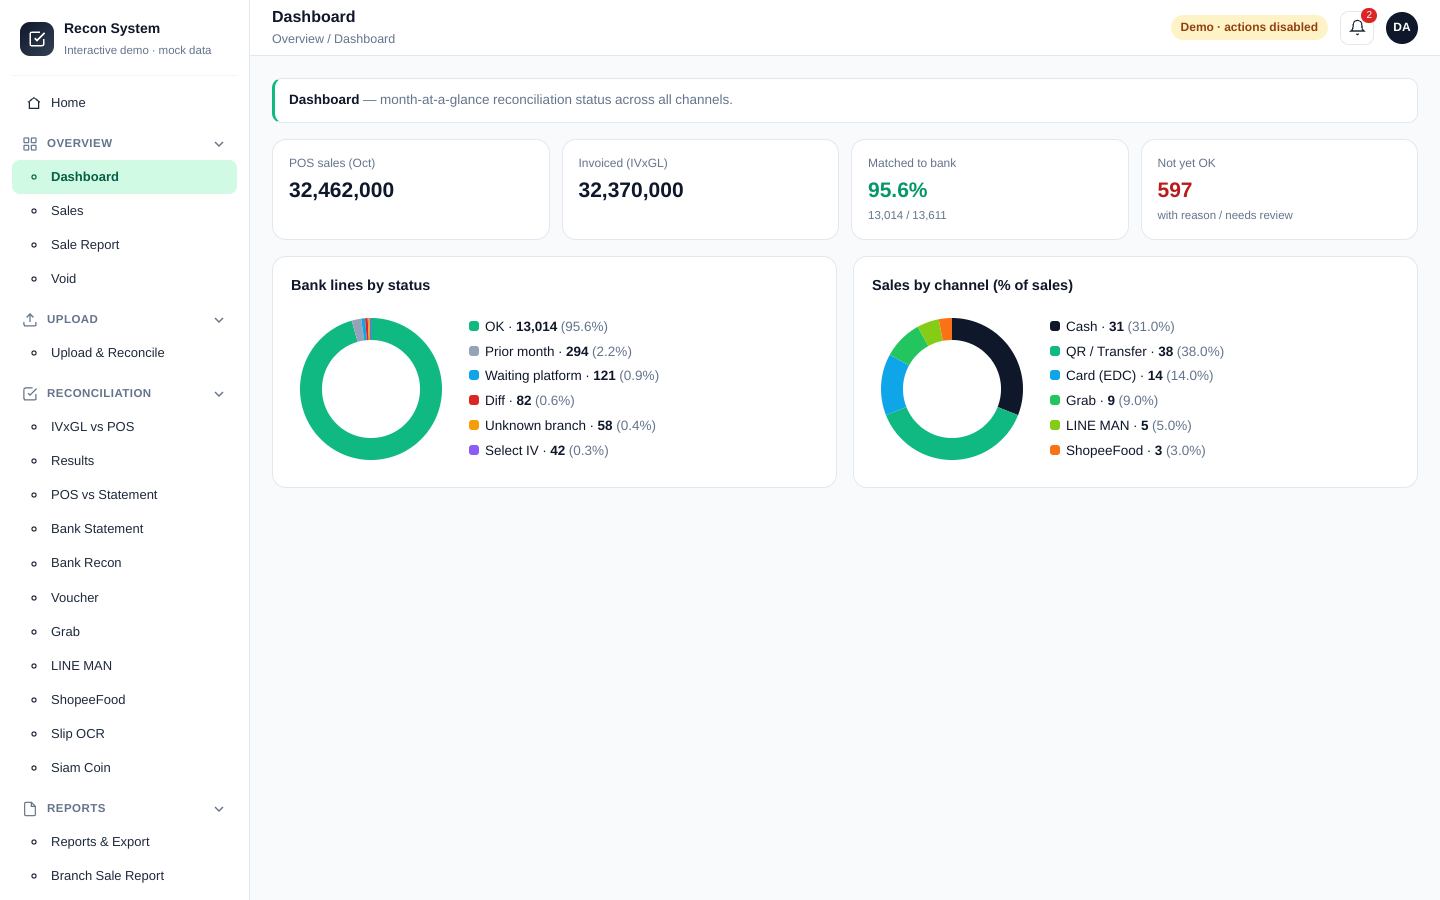 Recon System
Interactive demo · mock data
Home
OVERVIEW
Dashboard
Sales
Sale Report
Void
UPLOAD
Upload & Reconcile
RECONCILIATION
IVxGL vs POS
Results
POS vs Statement
Bank Statement
Bank Recon
Voucher
Grab
LINE MAN
ShopeeFood
Slip OCR
Siam Coin
REPORTS
Reports & Export
Branch Sale Report
Dashboard
Overview / Dashboard
Demo · actions disabled
2
DA
Dashboard — month-at-a-glance reconciliation status across all channels.
POS sales (Oct)
32,462,000
Invoiced (IVxGL)
32,370,000
Matched to bank
95.6%
13,014 / 13,611
Not yet OK
597
with reason / needs review
Bank lines by status
OK · 13,014 (95.6%)
Prior month · 294 (2.2%)
Waiting platform · 121 (0.9%)
Diff · 82 (0.6%)
Unknown branch · 58 (0.4%)
Select IV · 42 (0.3%)
Sales by channel (% of sales)
Cash · 31 (31.0%)
QR / Transfer · 38 (38.0%)
Card (EDC) · 14 (14.0%)
Grab · 9 (9.0%)
LINE MAN · 5 (5.0%)
ShopeeFood · 3 (3.0%)